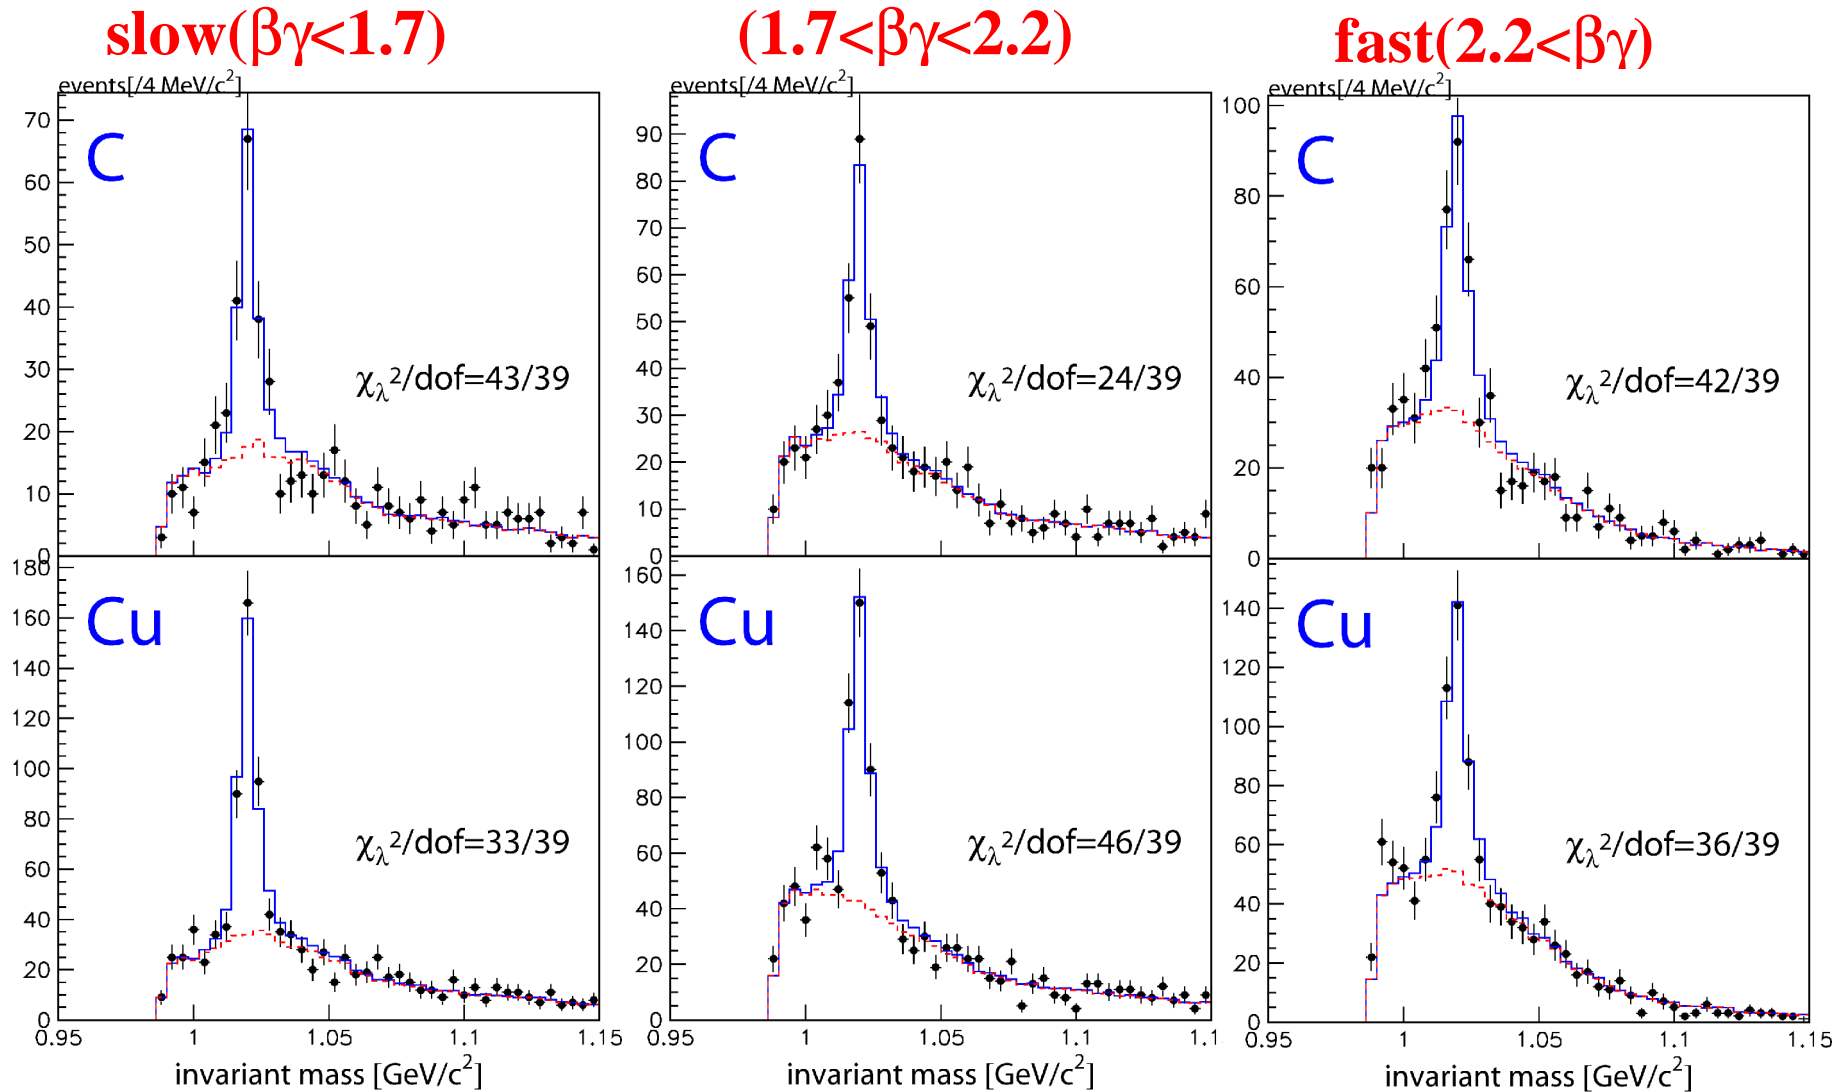 slow(βγ<1.7)
(1.7<βγ<2.2)
fast(2.2<βγ)
events[/4 MeV/c²]
events[/4 MeV/c²]
events[/4 MeV/c²]
C
70
60
50
40
30
20
10
0
χλ²/dof=43/39
C
90
80
70
60
50
40
30
20
10
0
χλ²/dof=24/39
C
100
80
60
40
20
0
χλ²/dof=42/39
Cu
180
160
140
120
100
80
60
40
20
0
χλ²/dof=33/39
0.95 1 1.05 1.1 1.15
invariant mass [GeV/c²]
Cu
160
140
120
100
80
60
40
20
0
χλ²/dof=46/39
0.95 1 1.05 1.1 1.1
invariant mass [GeV/c²]
Cu
140
120
100
80
60
40
20
0
χλ²/dof=36/39
0.95 1 1.05 1.1 1.15
invariant mass [GeV/c²]